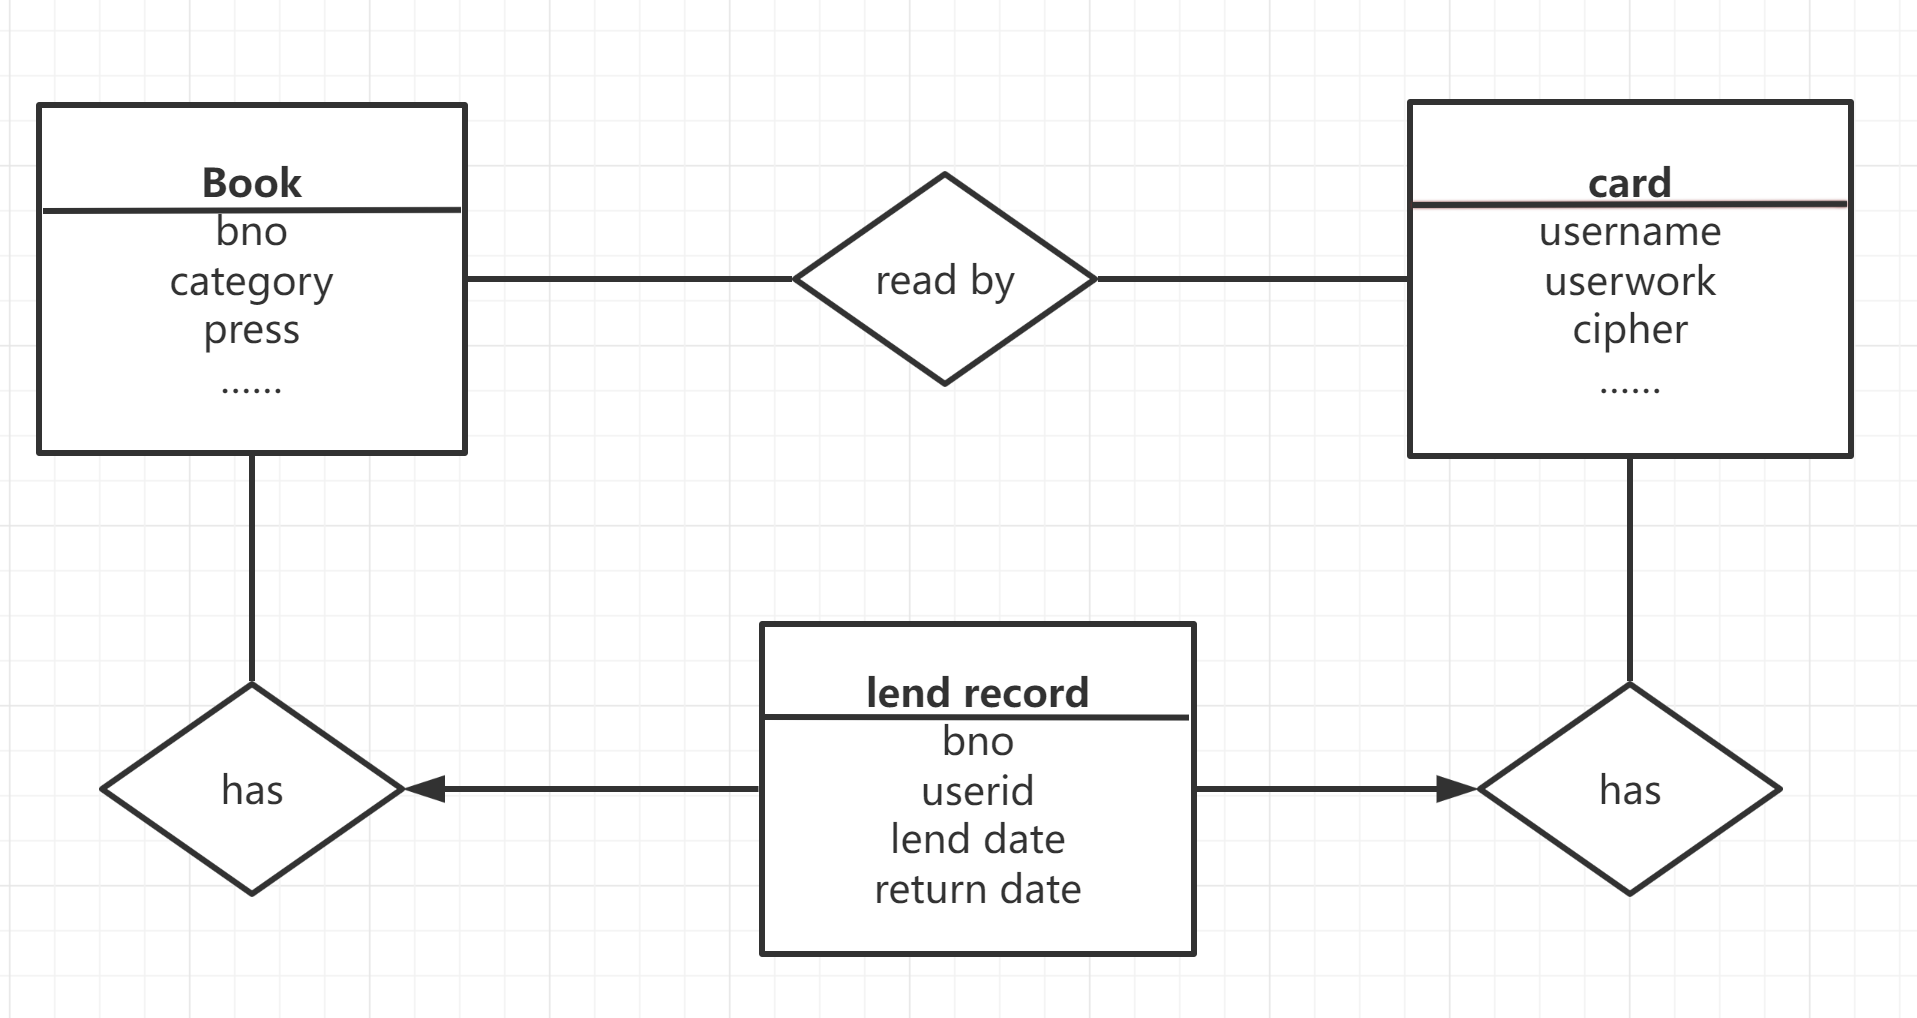 Book
bno
category
press
......
read by
card
username
userwork
cipher
......
has
lend record
bno
userid
lend date
return date
has